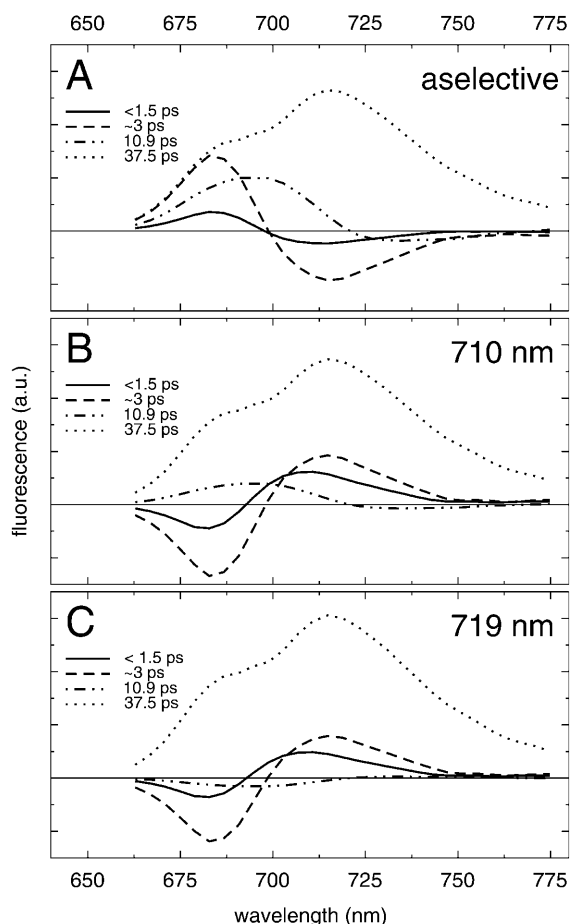 650 675 700 725 750 775
A
aselective
<1.5 ps
~3 ps
10.9 ps
37.5 ps
B
710 nm
<1.5 ps
~3 ps
10.9 ps
37.5 ps
fluorescence (a.u.)
C
719 nm
< 1.5 ps
~3 ps
10.9 ps
37.5 ps
650 675 700 725 750 775
wavelength (nm)